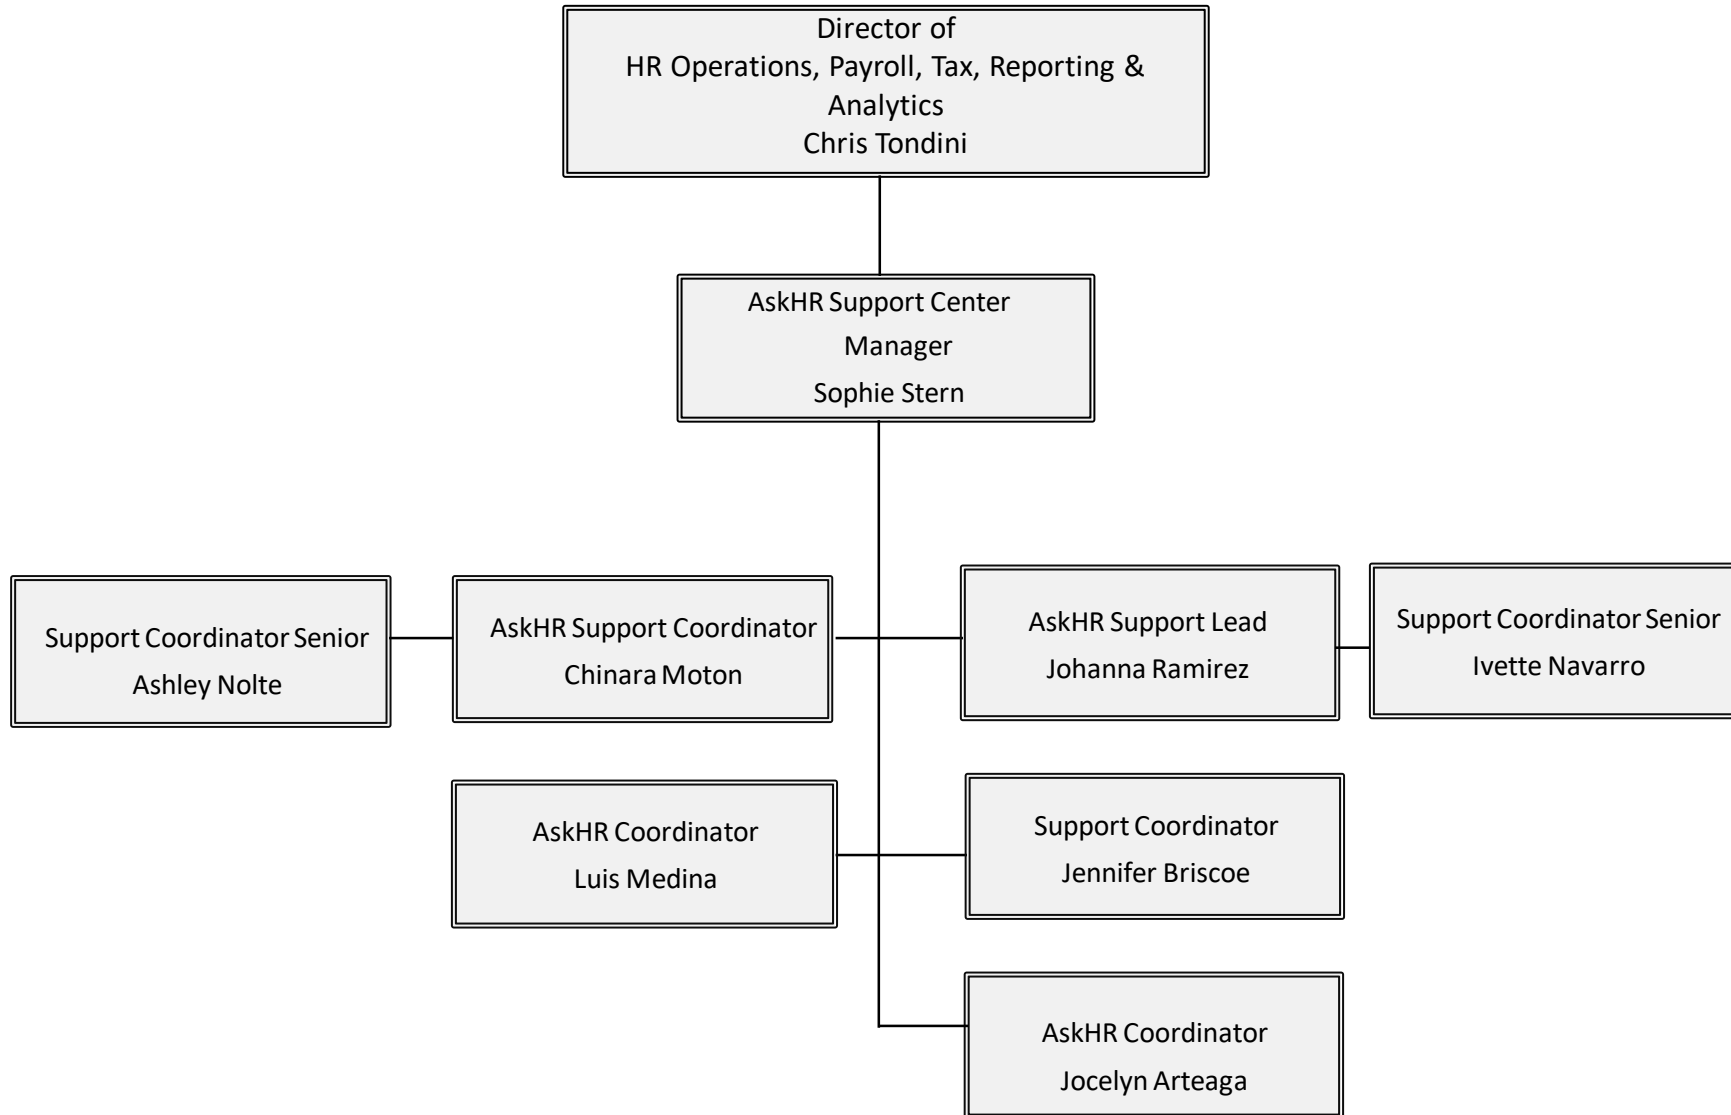 Director of
HR Operations, Payroll, Tax, Reporting &
Analytics
Chris Tondini
AskHR Support Center
Manager
Sophie Stern
Support Coordinator Senior
Ashley Nolte
AskHR Support Coordinator
Chinara Moton
AskHR Support Lead
Johanna Ramirez
Support Coordinator Senior
Ivette Navarro
AskHR Coordinator
Luis Medina
Support Coordinator
Jennifer Briscoe
AskHR Coordinator
Jocelyn Arteaga